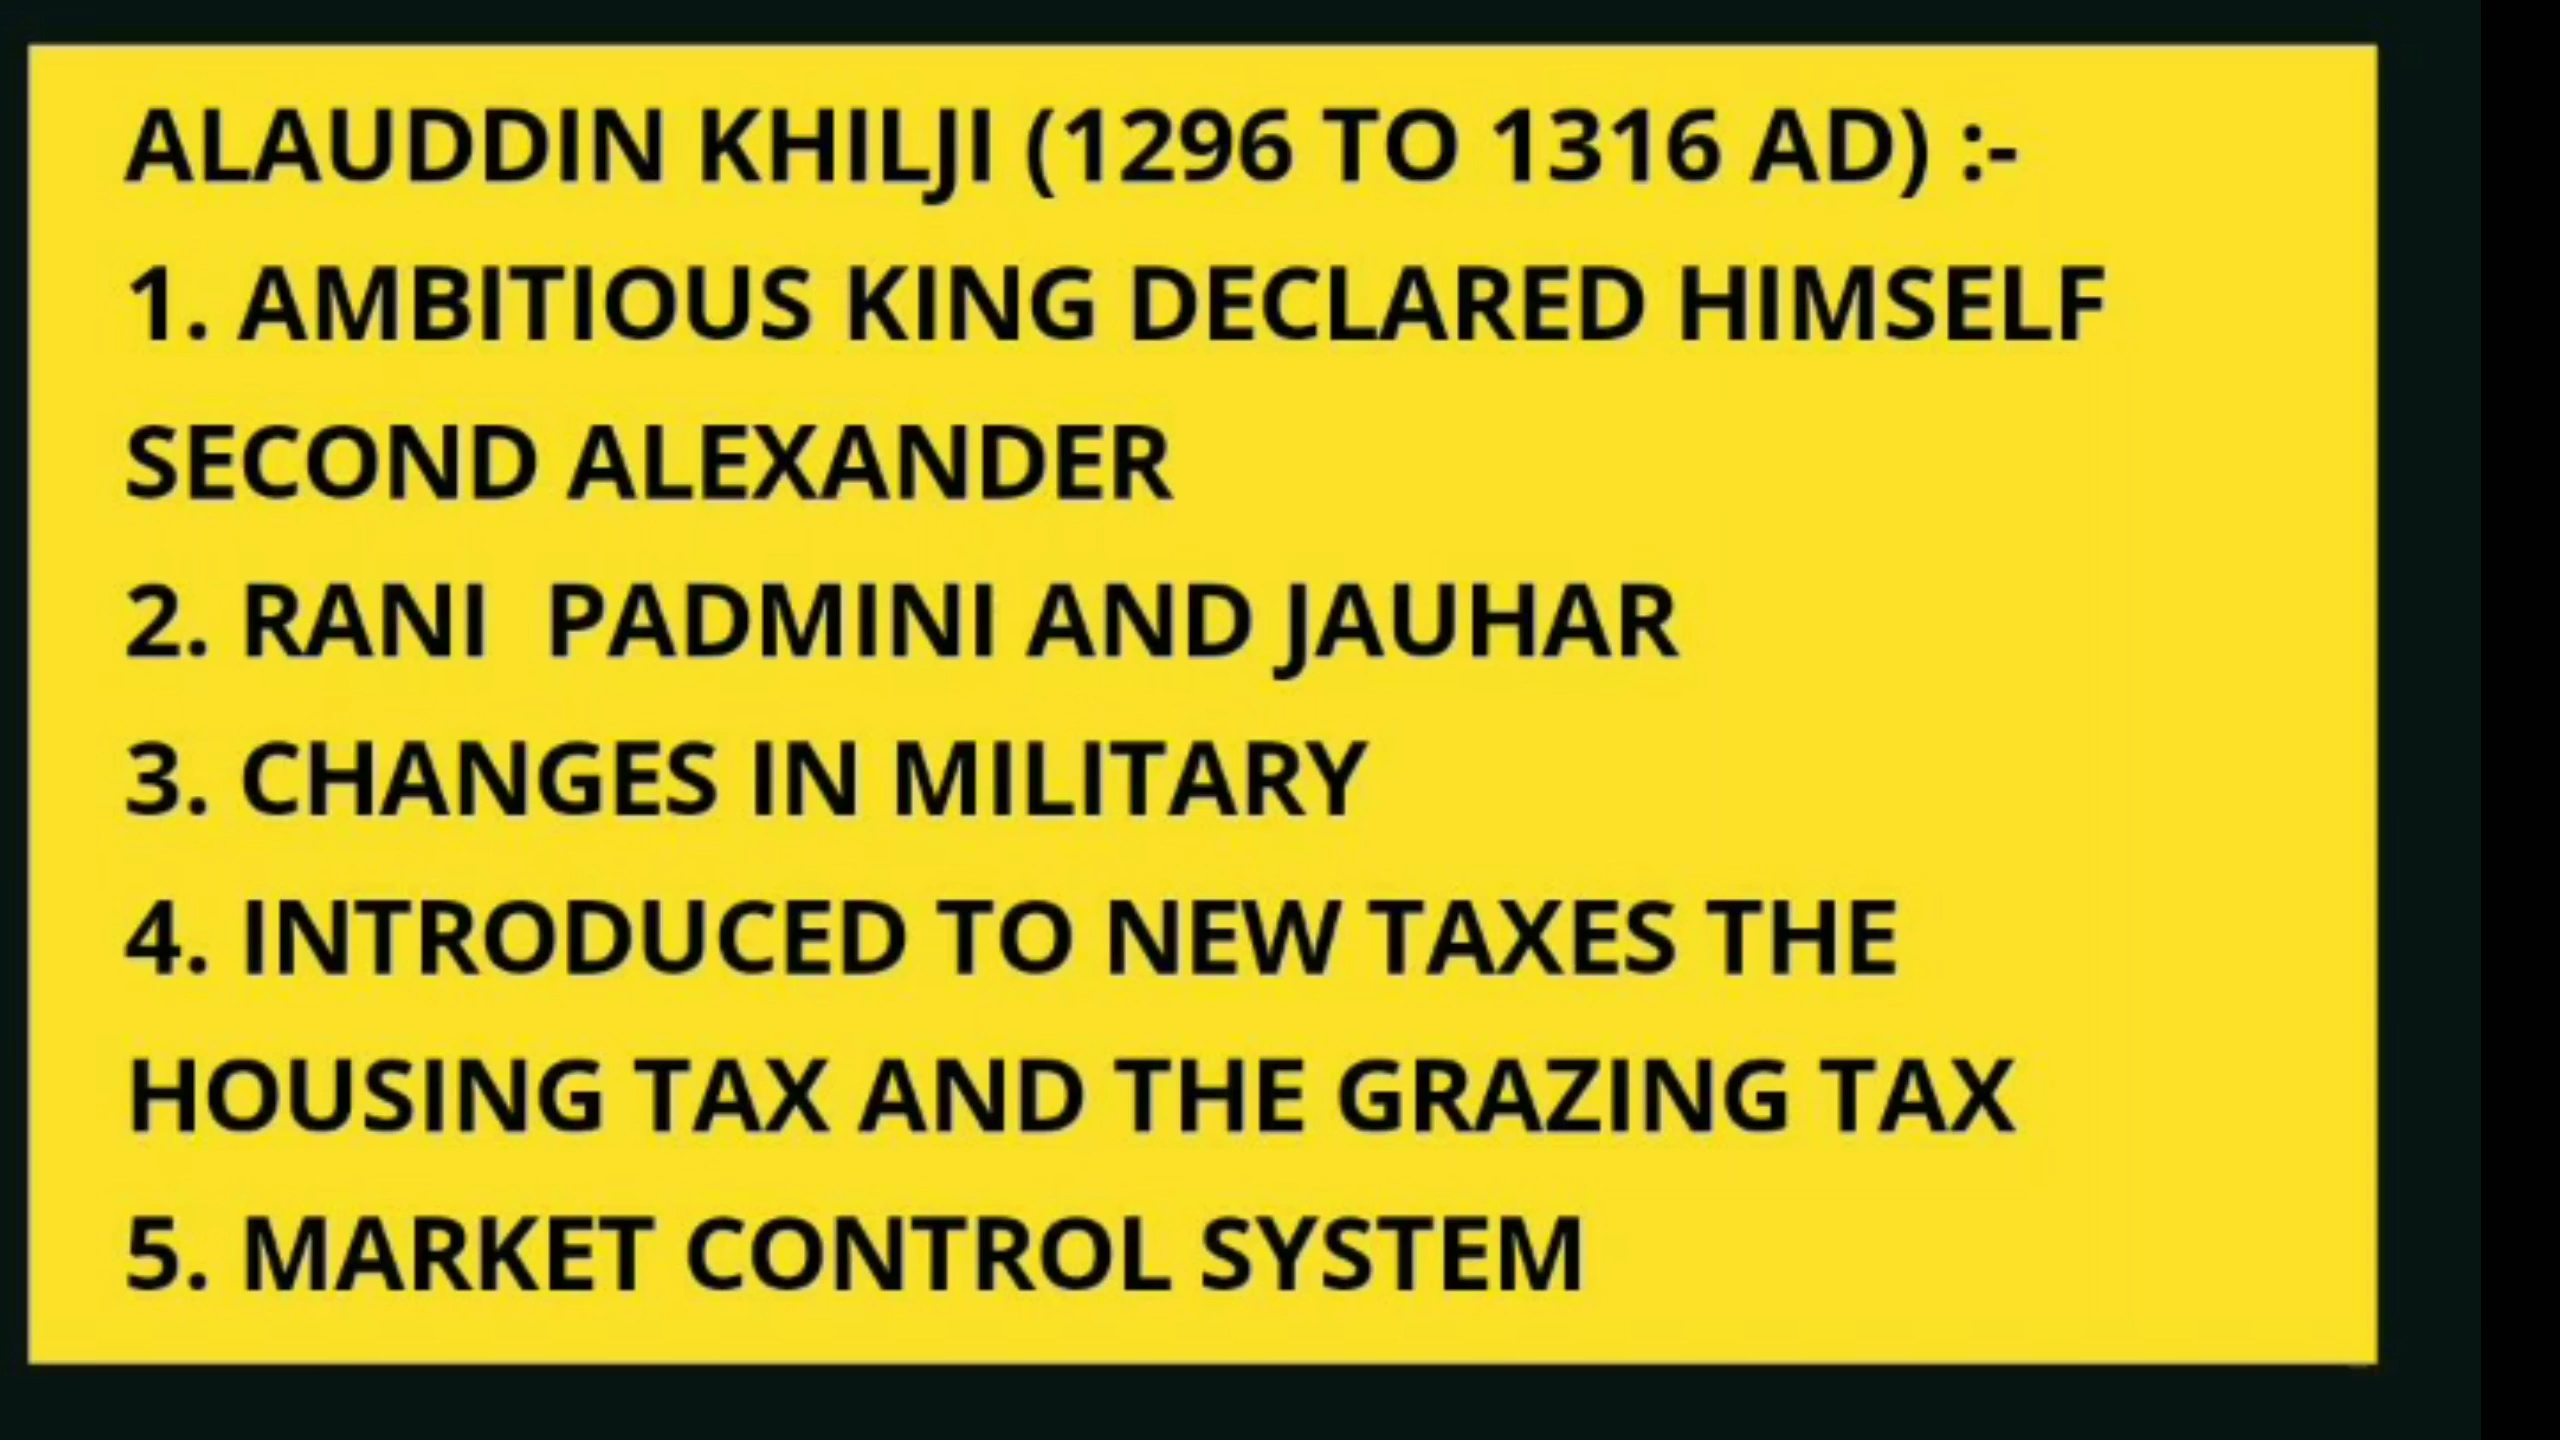 ALAUDDIN KHILJI (1296 TO 1316 AD) :-
1. AMBITIOUS KING DECLARED HIMSELF
SECOND ALEXANDER
2. RANI  PADMINI AND JAUHAR
3. CHANGES IN MILITARY
4. INTRODUCED TO NEW TAXES THE
HOUSING TAX AND THE GRAZING TAX
5. MARKET CONTROL SYSTEM